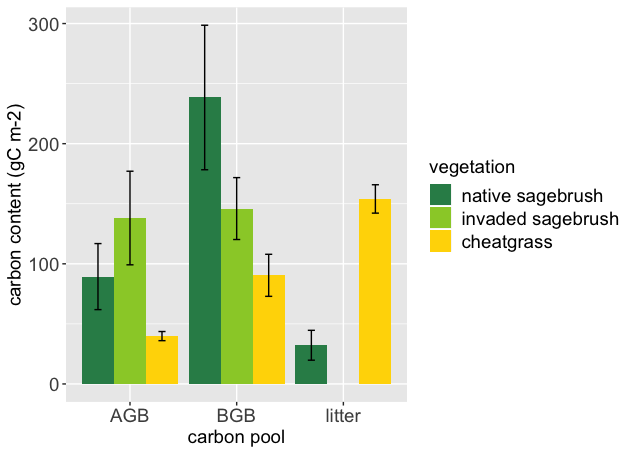 carbon content (gC m-2)
300
200
100
0
AGB BGB litter
carbon pool
vegetation
native sagebrush
invaded sagebrush
cheatgrass